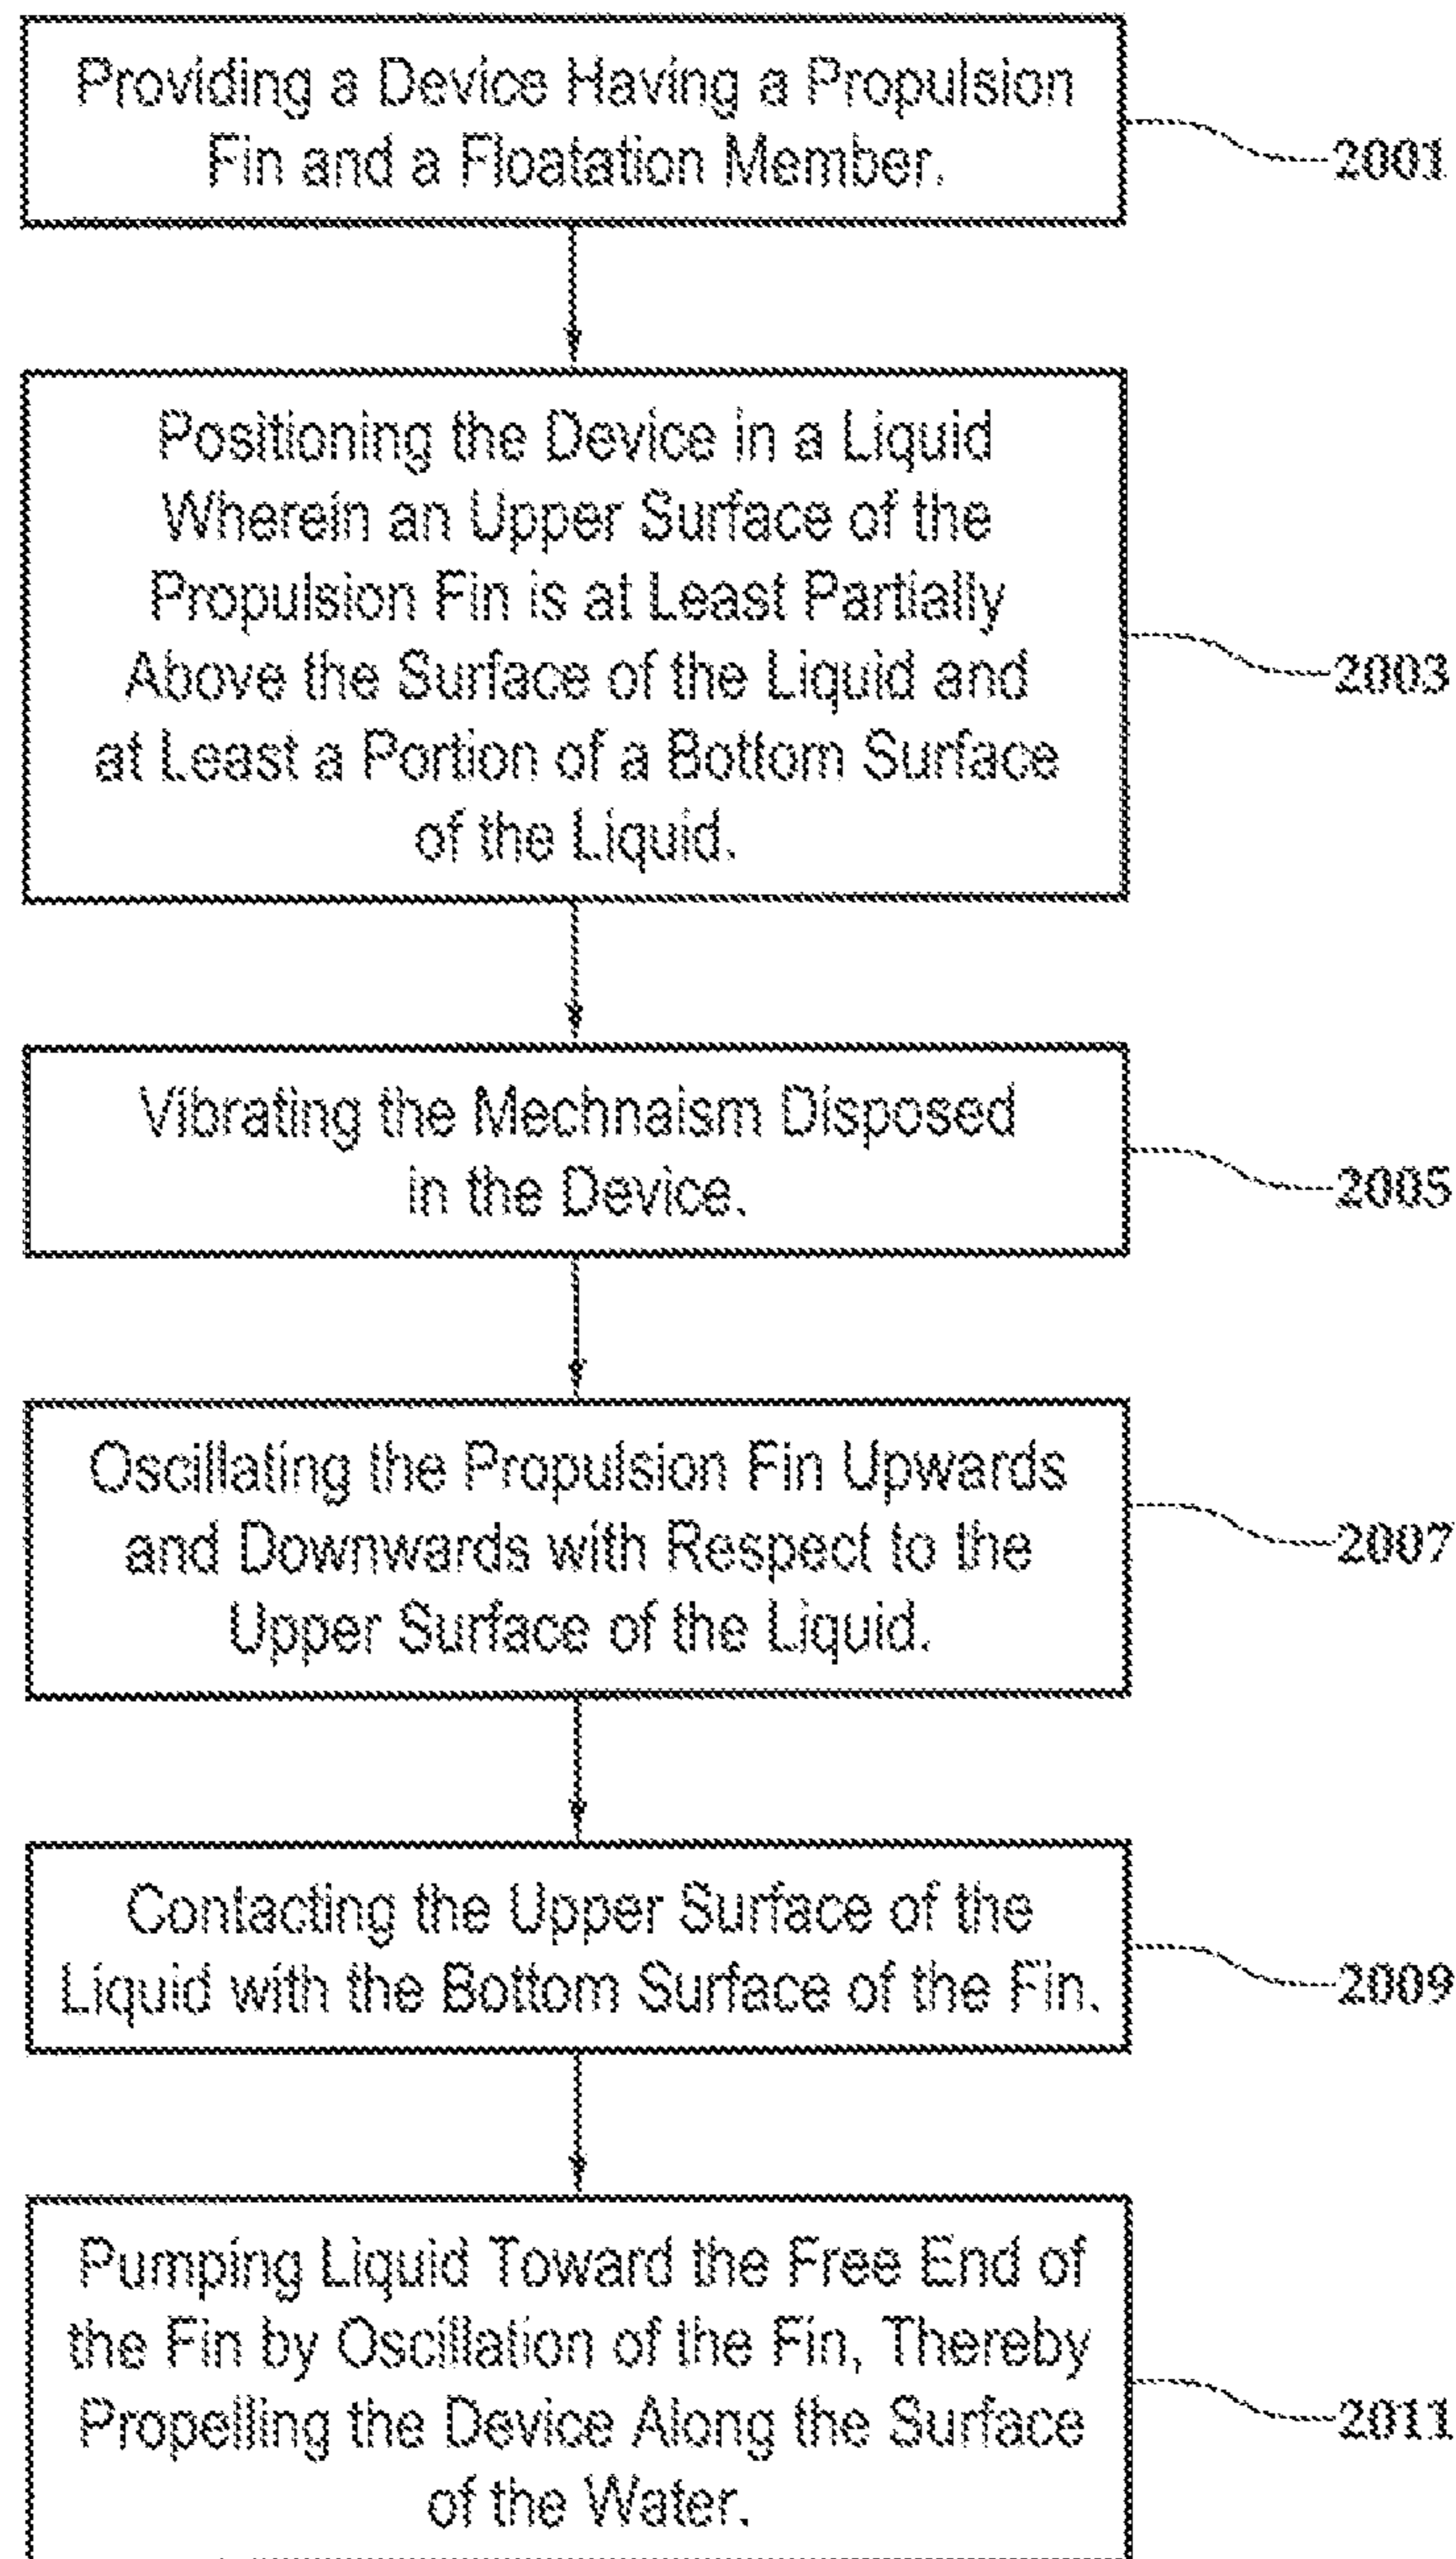 Providing a Device Having a Propulsion
Fin and a Floatation Member.
2001
Positioning the Device in a Liquid
Wherein an Upper Surface of the
Propulsion Fin is at Least Partially
Above the Surface of the Liquid and
at Least a Portion of a Bottom Surface
of the Liquid.
2003
Vibrating the Mechnaism Disposed
in the Device.
2005
Oscillating the Propulsion Fin Upwards
and Downwards with Respect to the
Upper Surface of the Liquid.
2007
Contacting the Upper Surface of the
Liquid with the Bottom Surface of the Fin.
2009
Pumping Liquid Toward the Free End of
the Fin by Oscillation of the Fin, Thereby
Propelling the Device Along the Surface
of the Water.
2011